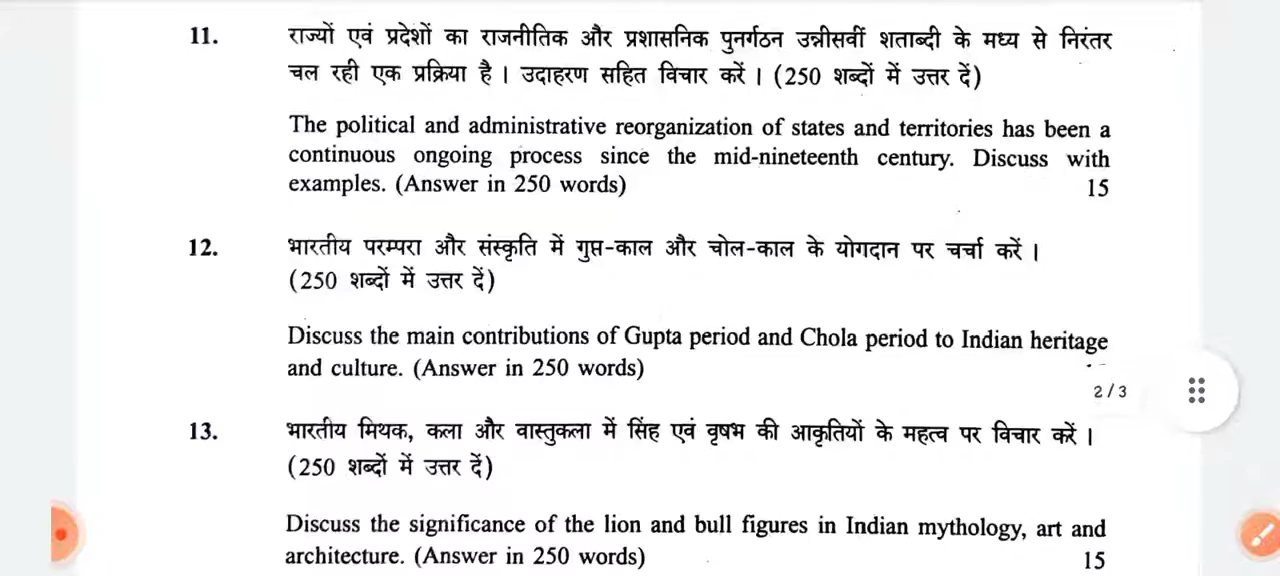 11. राज्यों एवं प्रदेशों का राजनीतिक और प्रशासनिक पुनर्गठन उन्नीसवीं शताब्दी के मध्य से निरंतर
चल रही एक प्रक्रिया है । उदाहरण सहित विचार करें । (250 शब्दों में उत्तर दें)
The political and administrative reorganization of states and territories has been a
continuous ongoing process since the mid-nineteenth century. Discuss with
examples. (Answer in 250 words) 15
12. भारतीय परम्परा और संस्कृति में गुप्त-काल और चोल-काल के योगदान पर चर्चा करें ।
(250 शब्दों में उत्तर दें)
Discuss the main contributions of Gupta period and Chola period to Indian heritage
and culture. (Answer in 250 words)
2 / 3
13. भारतीय मिथक, कला और वास्तुकला में सिंह एवं वृषभ की आकृतियों के महत्व पर विचार करें ।
(250 शब्दों में उत्तर दें)
Discuss the significance of the lion and bull figures in Indian mythology, art and
architecture. (Answer in 250 words) 15